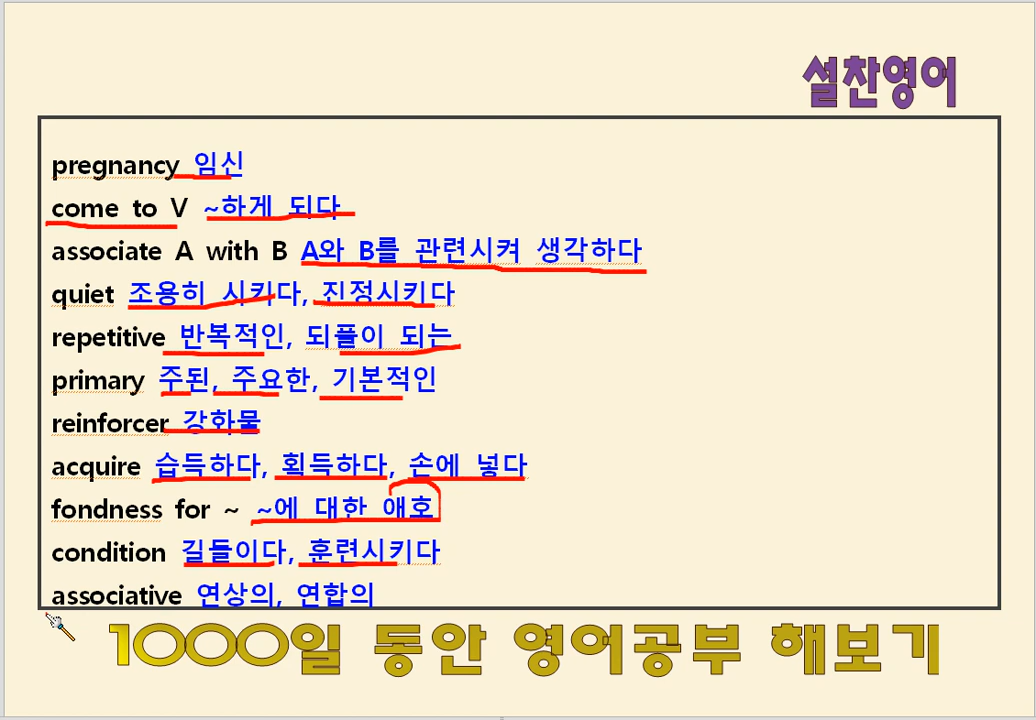 설찬영어
pregnancy 임신
come to V ~하게 되다
associate A with B A와 B를 관련시켜 생각하다
quiet 조용히 시키다, 진정시키다
repetitive 반복적인, 되풀이 되는
primary 주된, 주요한, 기본적인
reinforcer 강화물
acquire 습득하다, 획득하다, 손에 넣다
fondness for ~ ~에 대한 애호
condition 길들이다, 훈련시키다
associative 연상의, 연합의
1000일 동안 영어공부 해보기